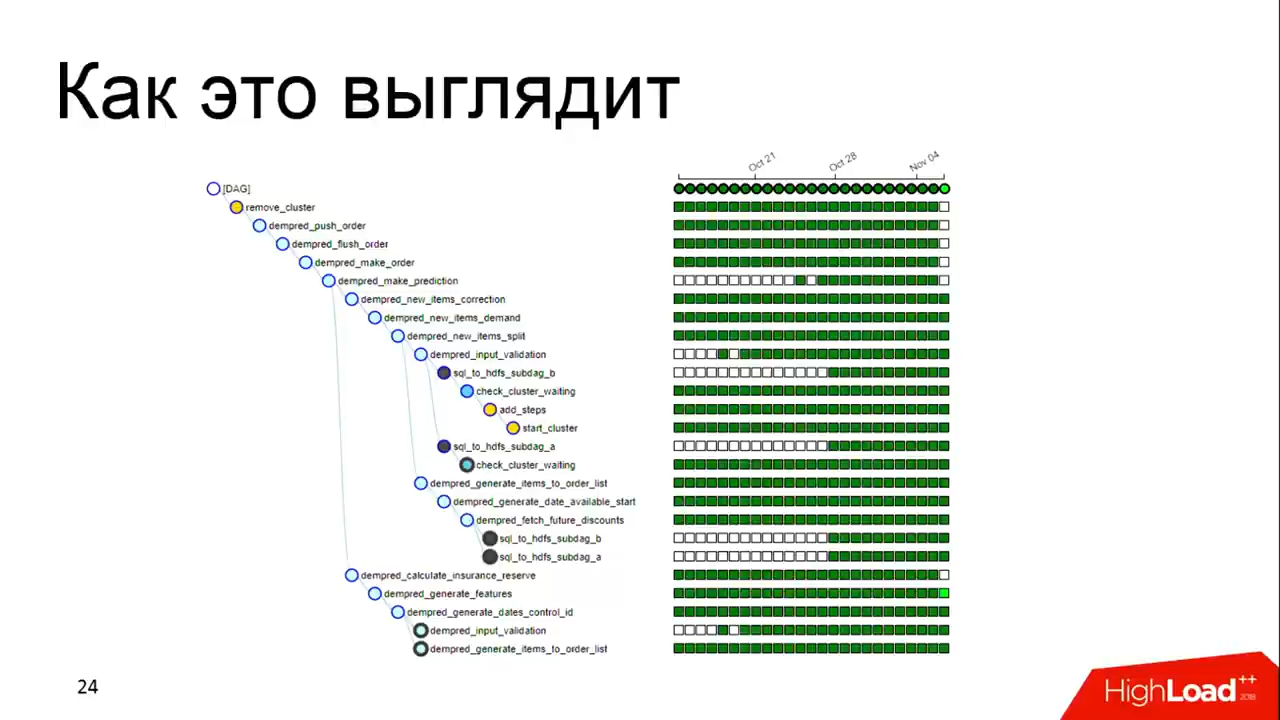 Как это выглядит
Oct 21
Oct 28
Nov 04
[DAG]
remove_cluster
dempred_push_order
dempred_flush_order
dempred_make_order
dempred_make_prediction
dempred_new_items_correction
dempred_new_items_demand
dempred_new_items_split
dempred_input_validation
sql_to_hdfs_subdag_b
check_cluster_waiting
add_steps
start_cluster
sql_to_hdfs_subdag_a
check_cluster_waiting
dempred_generate_items_to_order_list
dempred_generate_date_available_start
dempred_fetch_future_discounts
sql_to_hdfs_subdag_b
sql_to_hdfs_subdag_a
dempred_calculate_insurance_reserve
dempred_generate_features
dempred_generate_dates_control_id
dempred_input_validation
dempred_generate_items_to_order_list
24
HighLoad++
2018